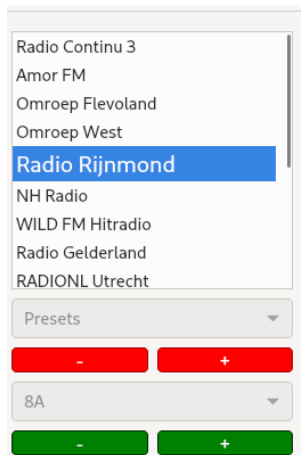 Radio Continu 3
Amor FM
Omroep Flevoland
Omroep West
Radio Rijnmond
NH Radio
WILD FM Hitradio
Radio Gelderland
RADIONL Utrecht
Presets
- +
8A
- +